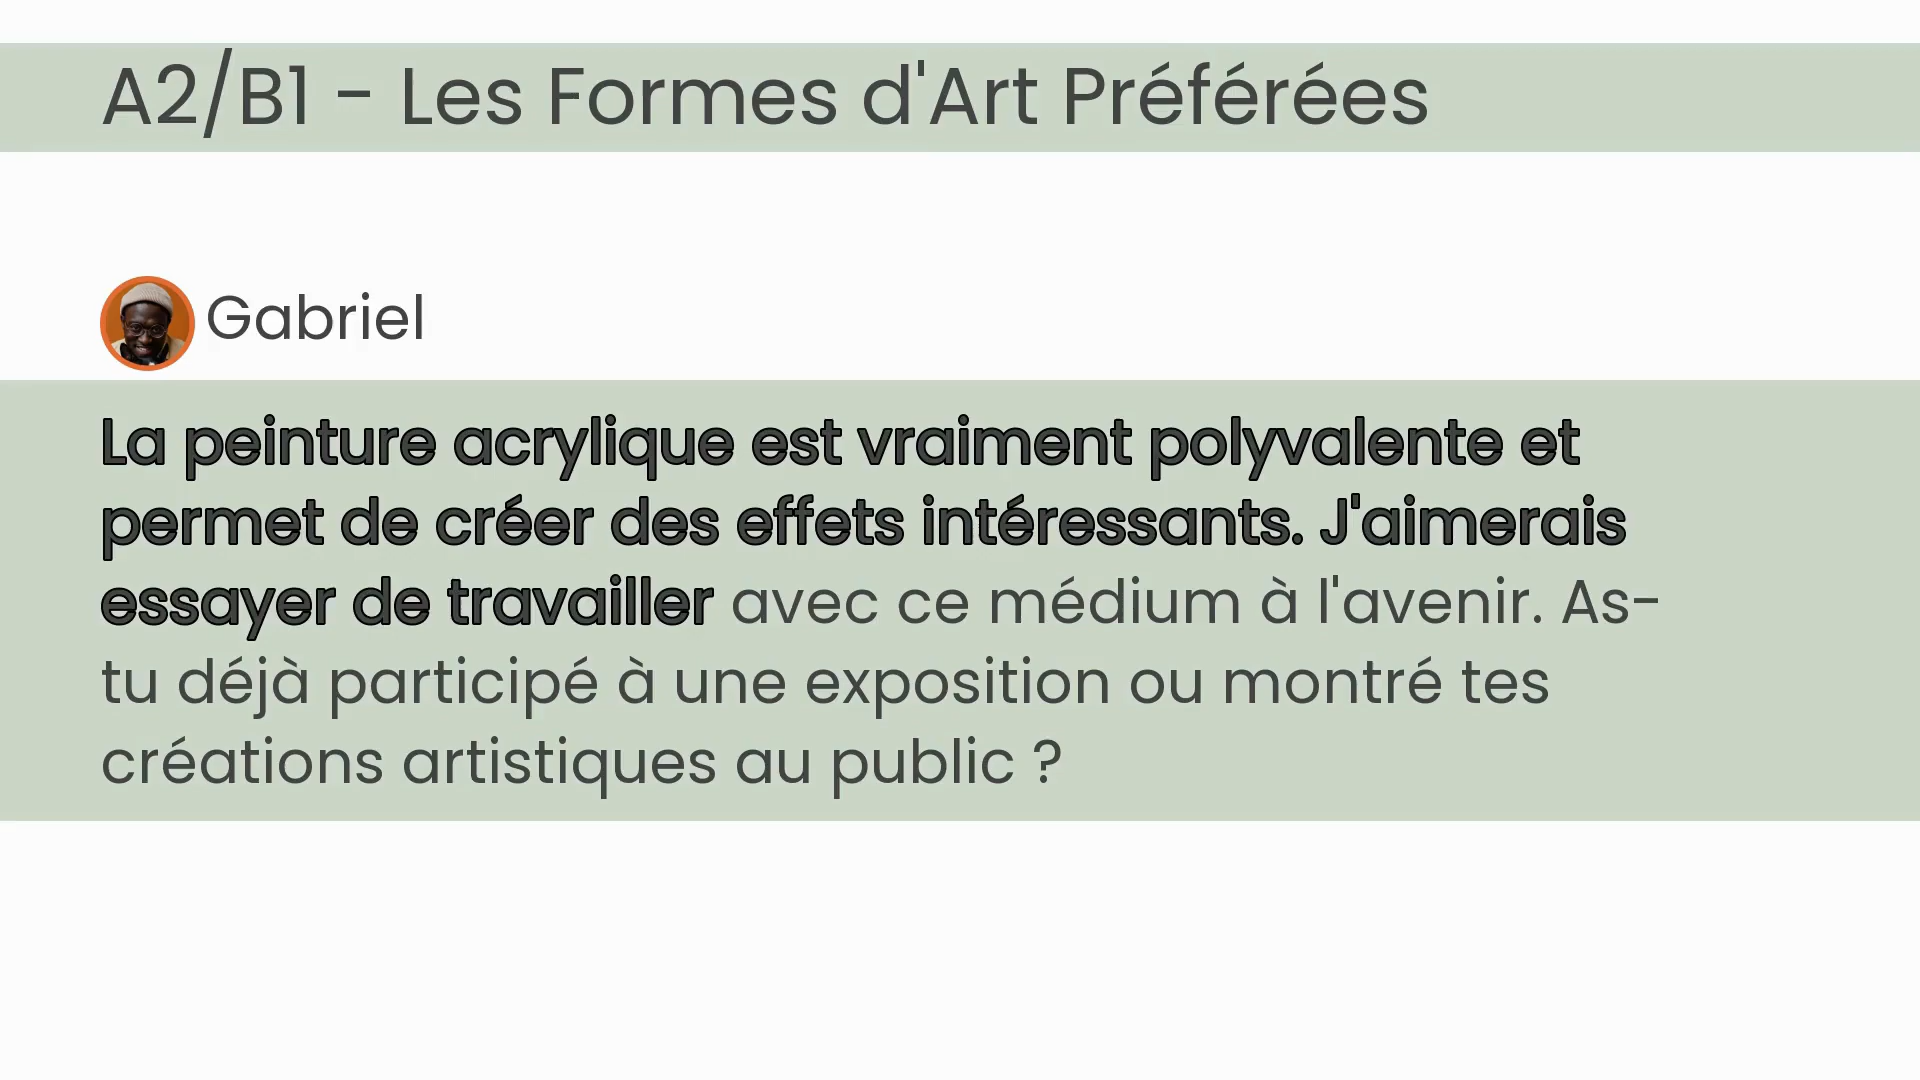 A2/B1 - Les Formes d'Art Préférées
Gabriel
La peinture acrylique est vraiment polyvalente et
permet de créer des effets intéressants. J'aimerais
essayer de travailler avec ce médium à l'avenir. As-
tu déjà participé à une exposition ou montré tes
créations artistiques au public ?